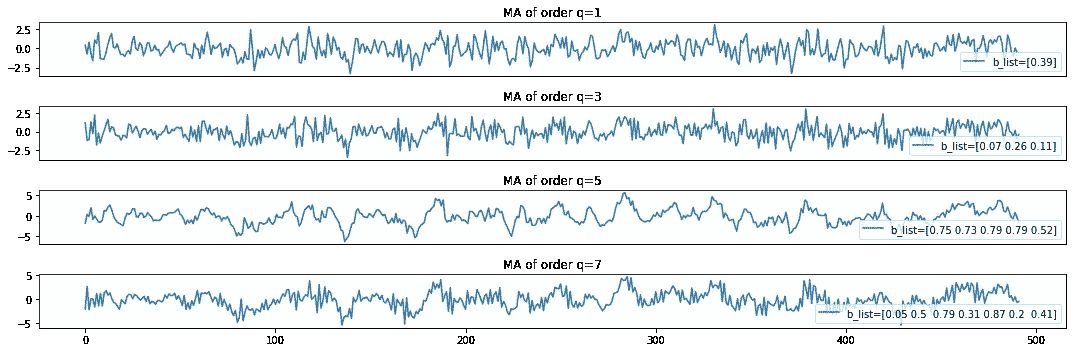 MA of order q=1
2.5
0.0
−2.5
b_list=[0.39]
MA of order q=3
2.5
0.0
−2.5
b_list=[0.07 0.26 0.11]
MA of order q=5
5
0
−5
b_list=[0.75 0.73 0.79 0.79 0.52]
MA of order q=7
5
0
−5
b_list=[0.05 0.5  0.79 0.31 0.87 0.2  0.41]
0 100 200 300 400 500